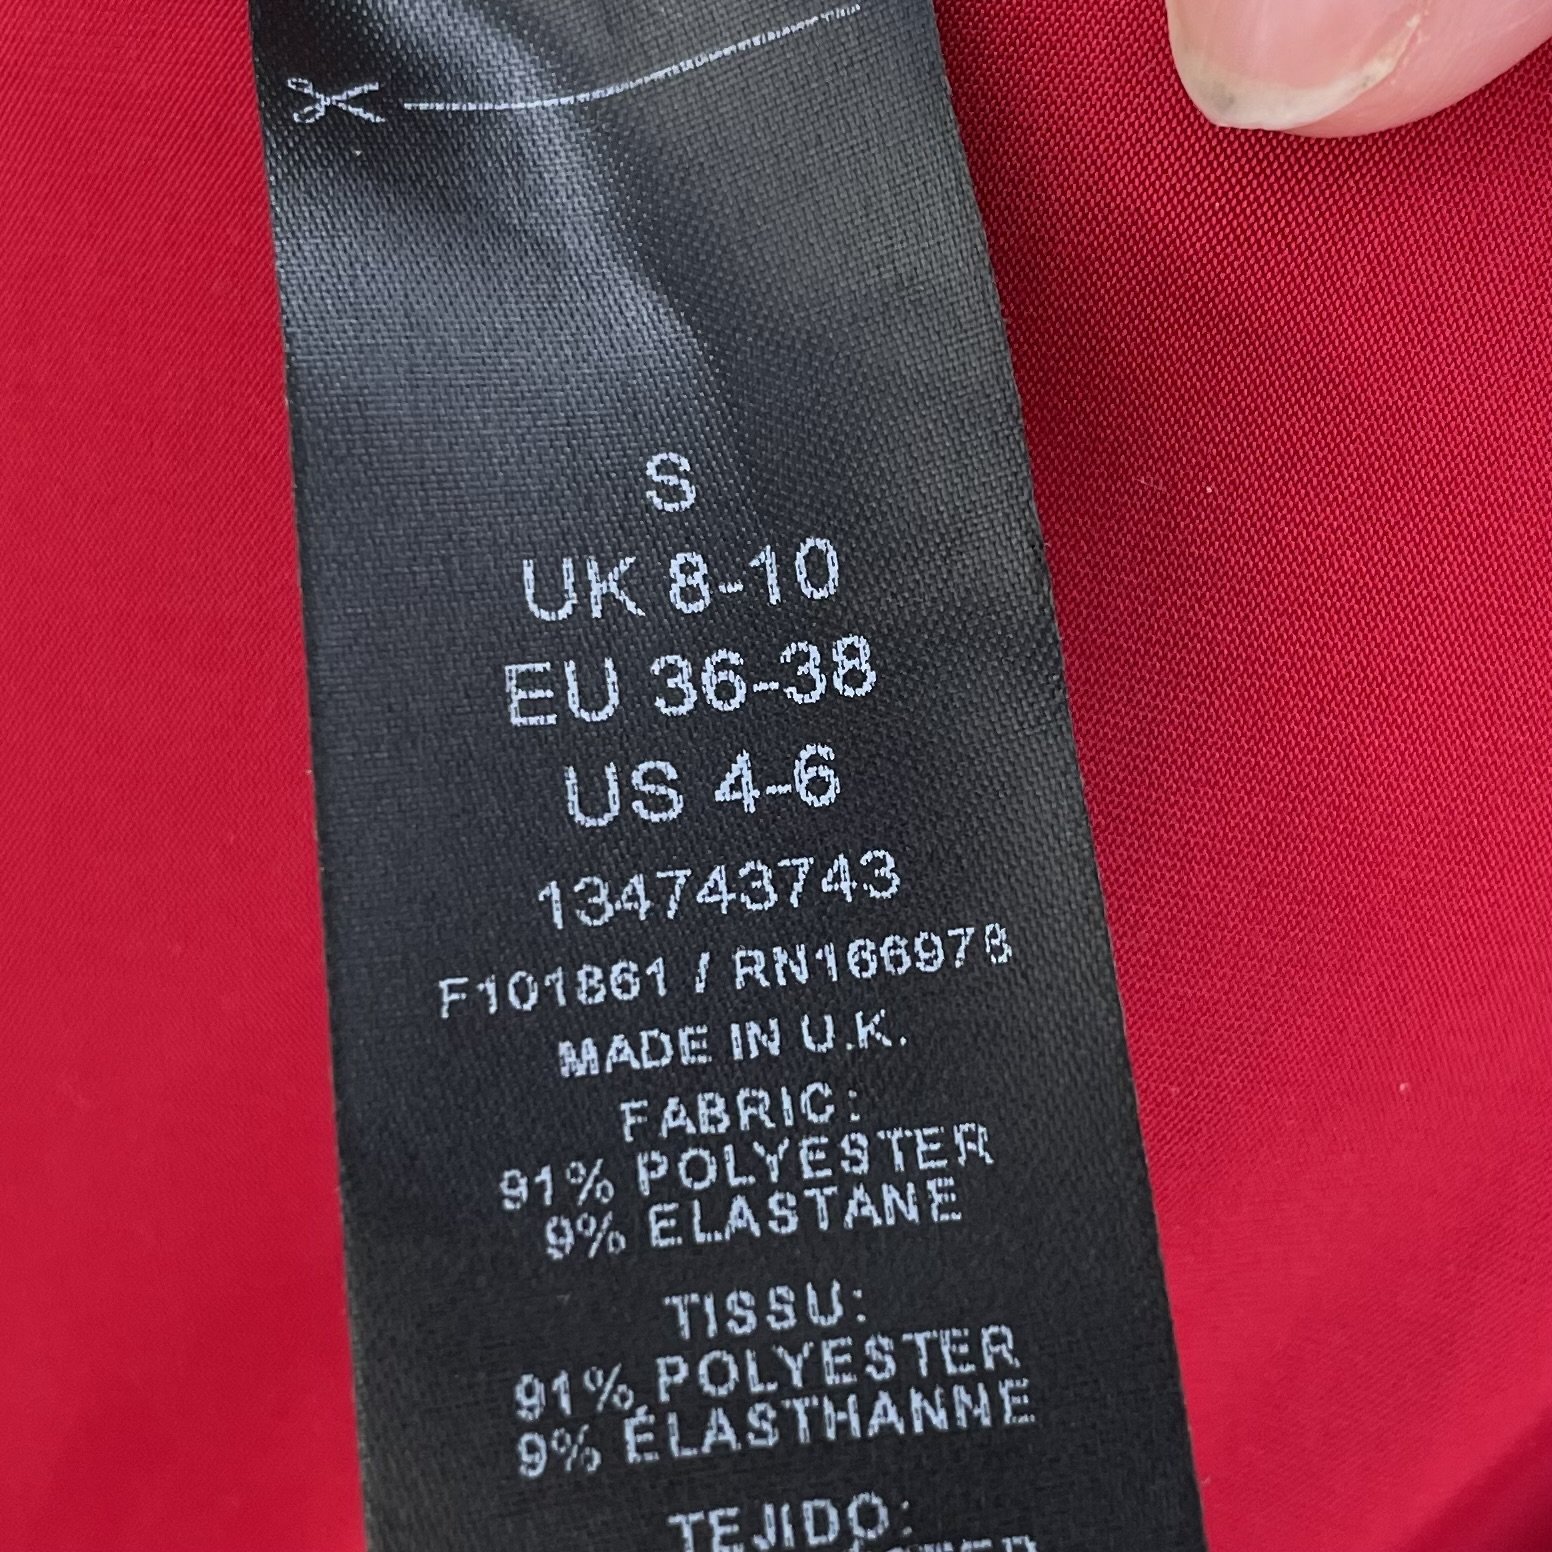 S
UK 8-10
EU 36-38
US 4-6
134743743
F101861 / RN166978
MADE IN U.K.
FABRIC:
91% POLYESTER
9% ELASTANE
TISSU:
91% POLYESTER
9% ÉLASTHANNE
TEJIDO: